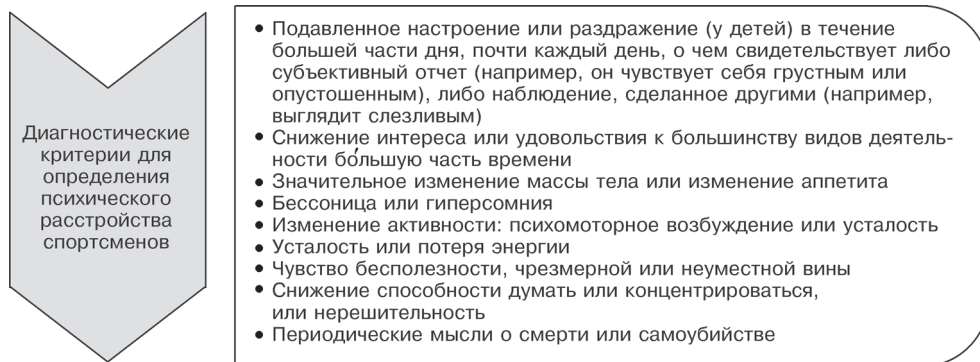 Диагностические
критерии для
определения
психического
расстройства
спортсменов
• Подавленное настроение или раздражение (у детей) в течение
большей части дня, почти каждый день, о чем свидетельствует либо
субъективный отчет (например, он чувствует себя грустным или
опустошенным), либо наблюдение, сделанное другими (например,
выглядит слезливым)
• Снижение интереса или удовольствия к большинству видов деятель-
ности бо́льшую часть времени
• Значительное изменение массы тела или изменение аппетита
• Бессоница или гиперсомния
• Изменение активности: психомоторное возбуждение или усталость
• Усталость или потеря энергии
• Чувство бесполезности, чрезмерной или неуместной вины
• Снижение способности думать или концентрироваться,
или нерешительность
• Периодические мысли о смерти или самоубийстве